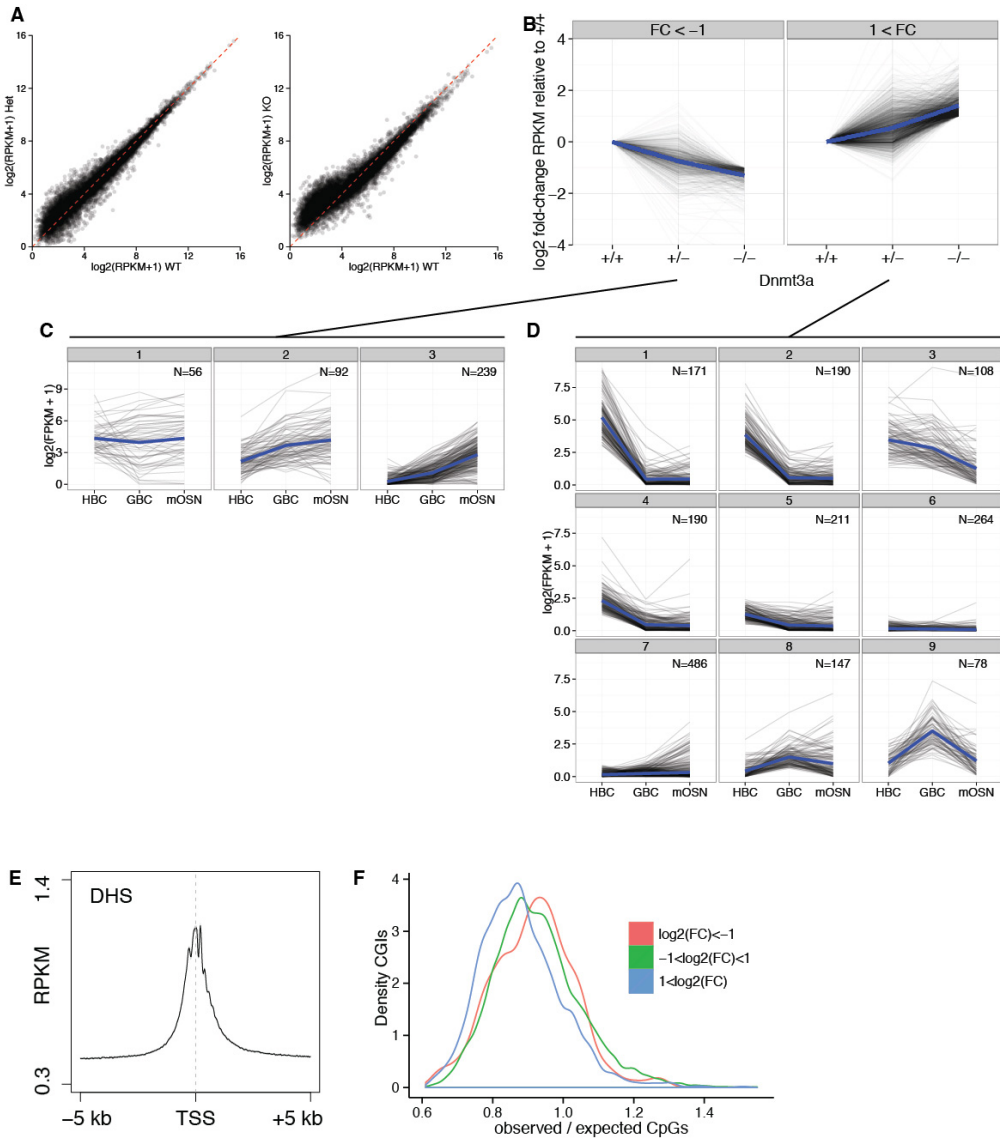 A
16
12
8
4
0
log2(RPKM+1) Het
0 4 8 12 16
log2(RPKM+1) WT
16
12
8
4
0
log2(RPKM+1) KO
0 4 8 12 16
log2(RPKM+1) WT
B
FC < −1
1 < FC
log2 fold-change RPKM relative to +/+
4
2
0
−2
−4
+/+ +/− −/−
+/+ +/− −/−
Dnmt3a
C
1
2
3
N=56
N=92
N=239
log2(FPKM + 1)
9
6
3
0
HBC GBC mOSN
HBC GBC mOSN
HBC GBC mOSN
D
1
2
3
N=171
N=190
N=108
7.5
5.0
2.5
0.0
4
5
6
N=190
N=211
N=264
log2(FPKM + 1)
7.5
5.0
2.5
0.0
7
8
9
N=486
N=147
N=78
7.5
5.0
2.5
0.0
HBC GBC mOSN
HBC GBC mOSN
HBC GBC mOSN
E
DHS
1.4
0.3
RPKM
−5 kb TSS +5 kb
F
4
3
2
1
0
Density CGIs
log2(FC)<−1
−1<log2(FC)<1
1<log2(FC)
0.6 0.8 1.0 1.2 1.4
observed / expected CpGs